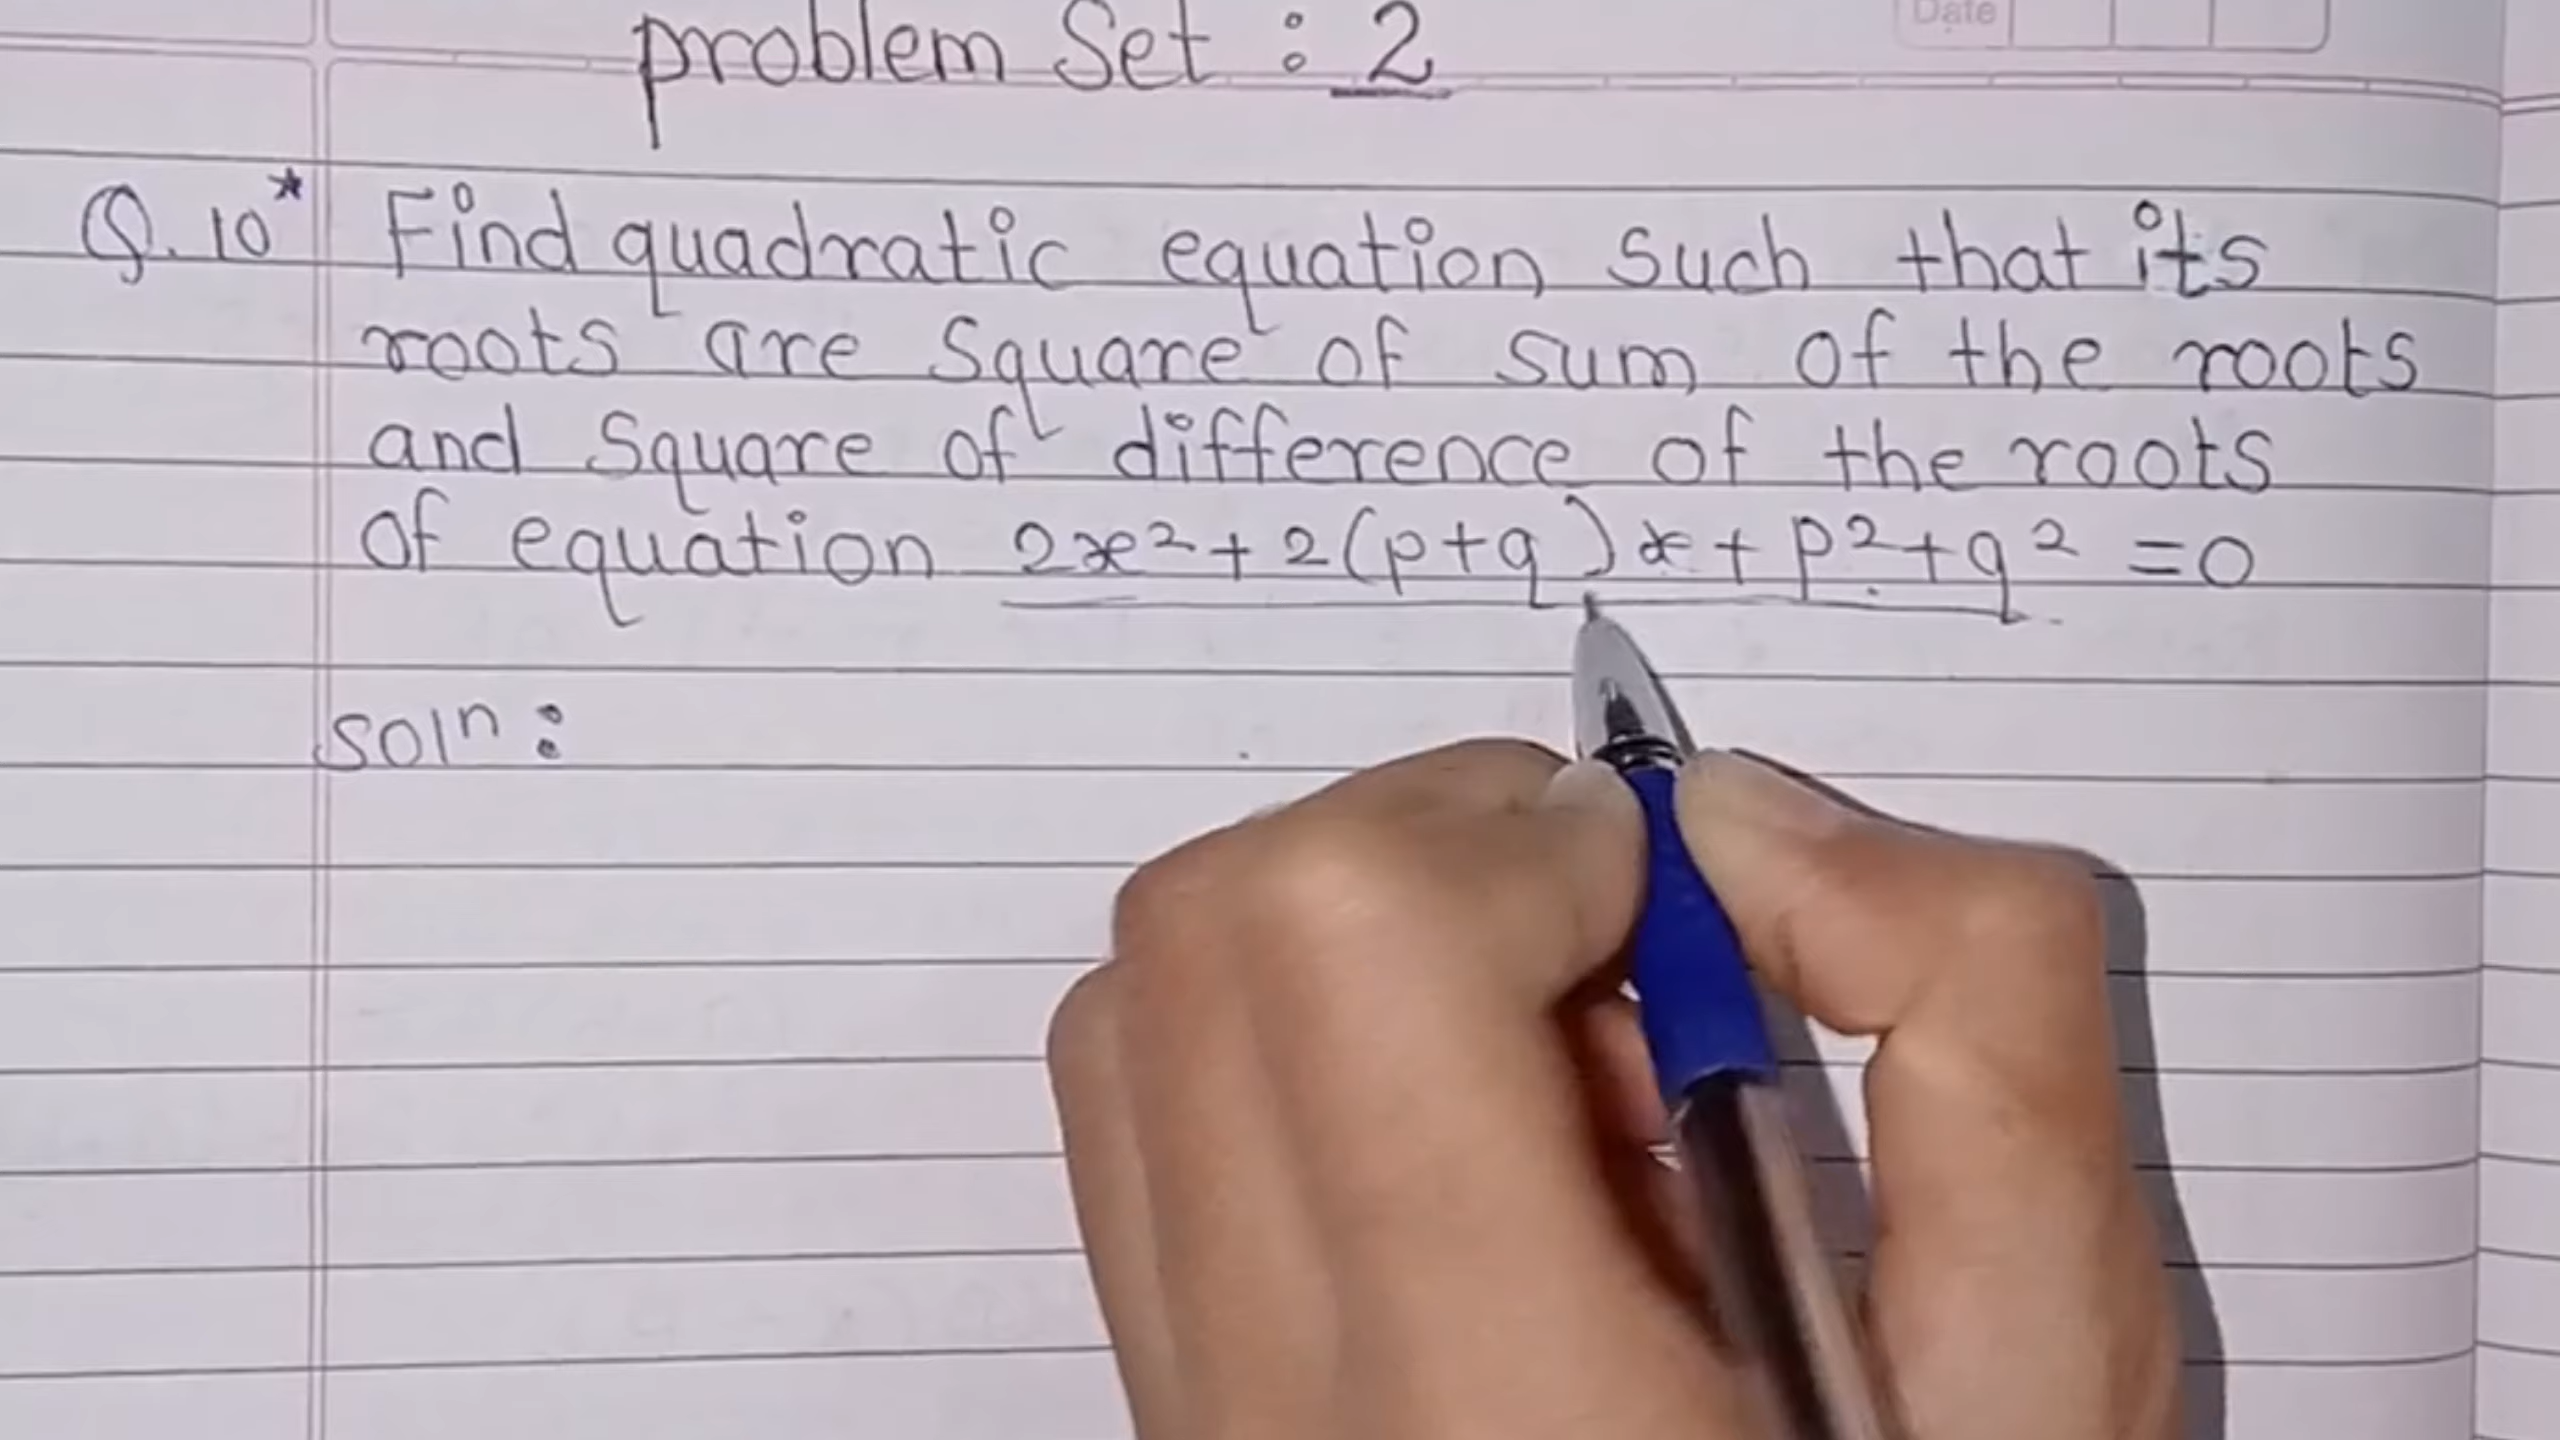 Date
problem Set : 2
Q. 10* Find quadratic equation such that its
roots are square of sum of the roots
and square of difference of the roots
of equation 2x² + 2(p+q)x + p² + q² = 0
Solⁿ :